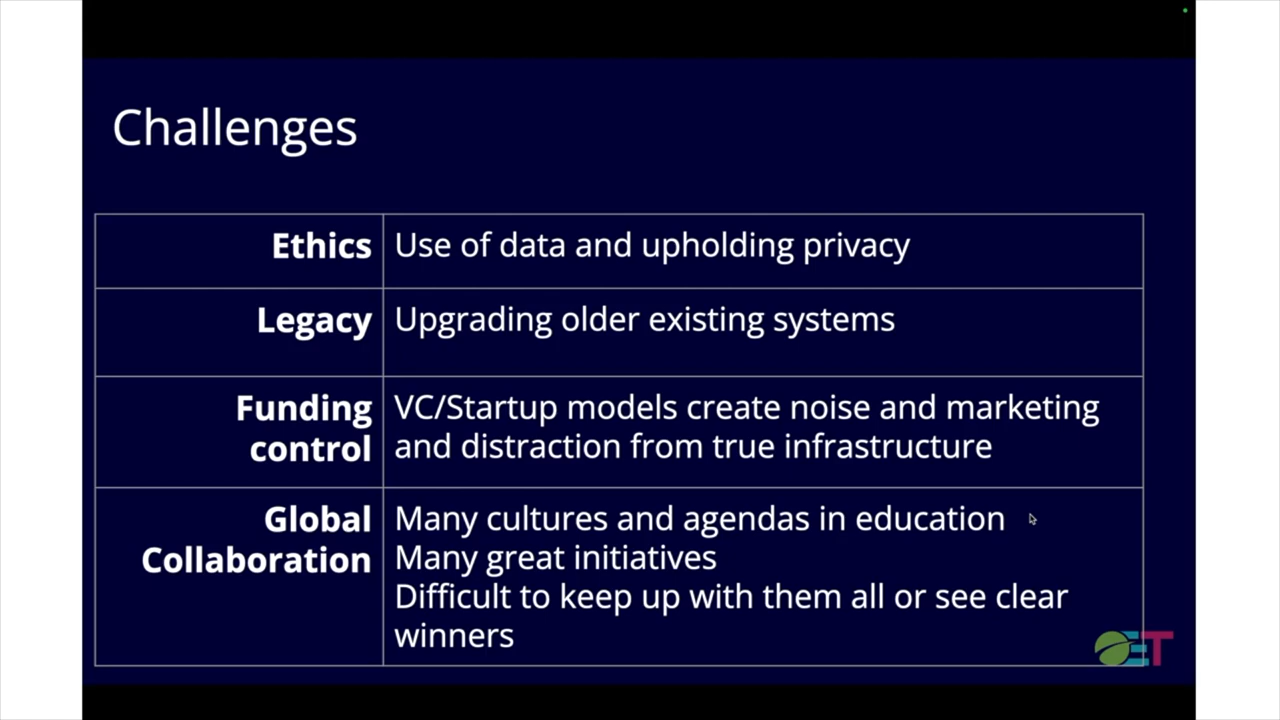 Challenges
Ethics
Use of data and upholding privacy
Legacy
Upgrading older existing systems
Funding
control
VC/Startup models create noise and marketing
and distraction from true infrastructure
Global
Collaboration
Many cultures and agendas in education
Many great initiatives
Difficult to keep up with them all or see clear
winners
ET